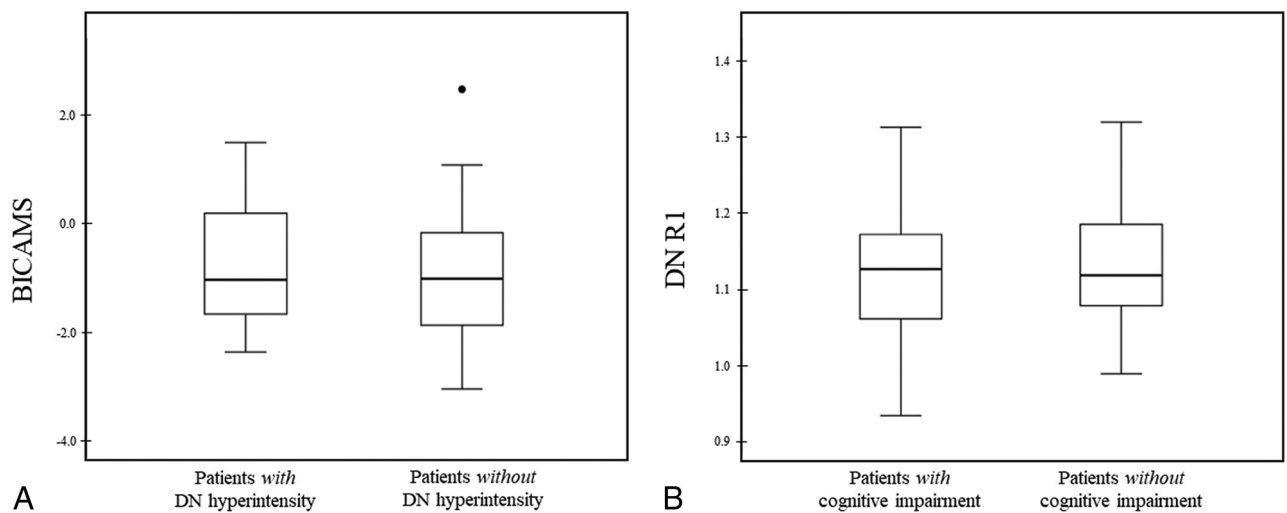 BICAMS
2.0
0.0
-2.0
-4.0
Patients with
DN hyperintensity
Patients without
DN hyperintensity
A
DN R1
1.4
1.3
1.2
1.1
1.0
0.9
Patients with
cognitive impairment
Patients without
cognitive impairment
B